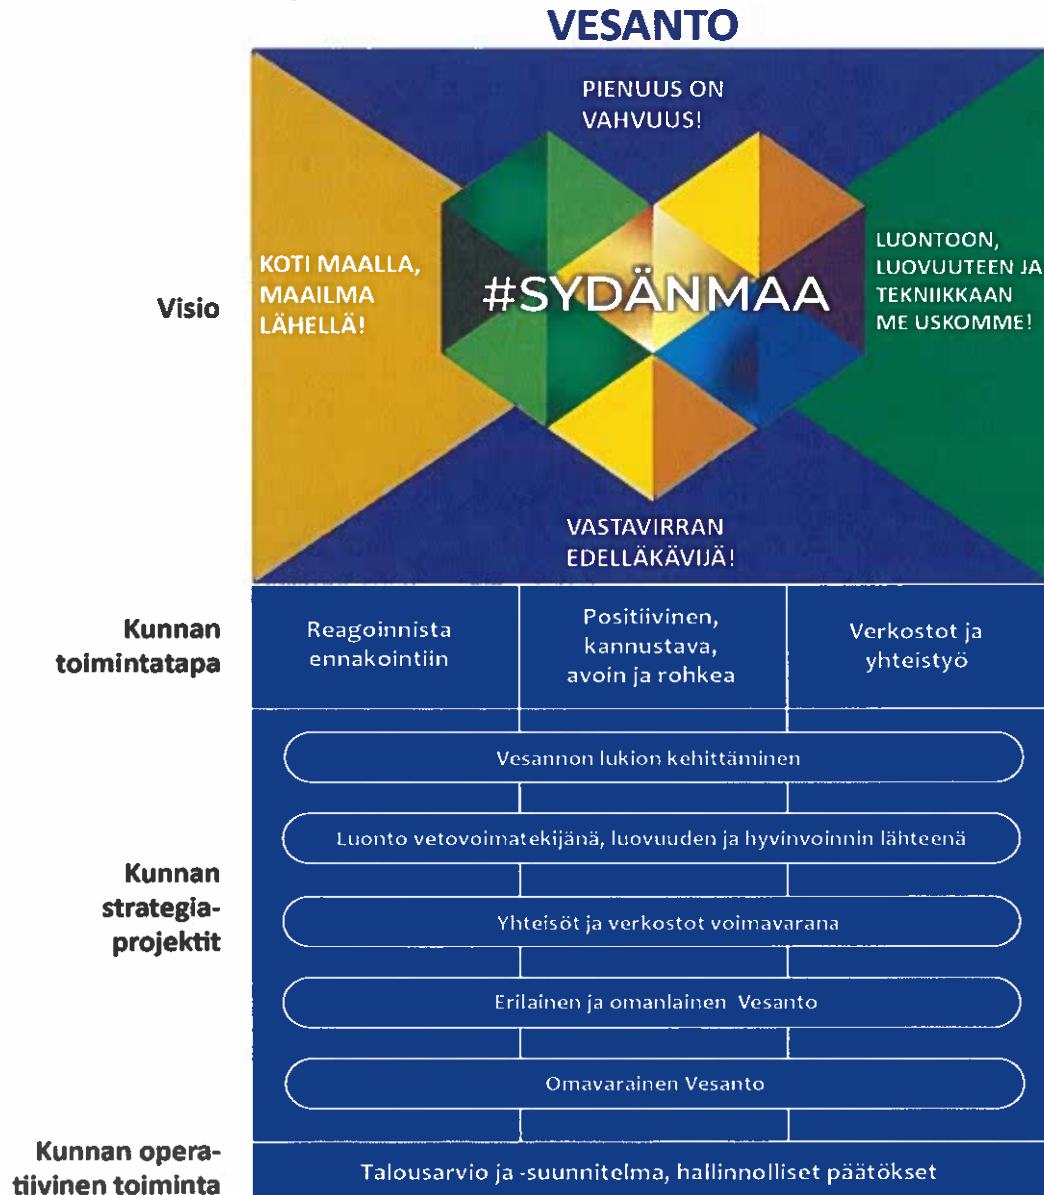 VESANTO
PIENUUS ON
VAHVUUS!
Visio
KOTI MAALLA,
MAAILMA
LÄHELLÄ!
#SYDÄNMAA
LUONTOON,
LUOVUUTEEN JA
TEKNIIKKAAN
ME USKOMME!
VASTAVIRRAN
EDELLÄKÄVIJÄ!
Kunnan
toimintatapa
Reagoinnista
ennakointiin
Positiivinen,
kannustava,
avoin ja rohkea
Verkostot ja
yhteistyö
Kunnan
strategia-
projektit
Vesannon lukion kehittäminen
Luonto vetovoimatekijänä, luovuuden ja hyvinvoinnin lähteenä
Yhteisöt ja verkostot voimavarana
Erilainen ja omanlainen Vesanto
Omavarainen Vesanto
Kunnan opera-
tiivinen toiminta
Talousarvio ja -suunnitelma, hallinnolliset päätökset